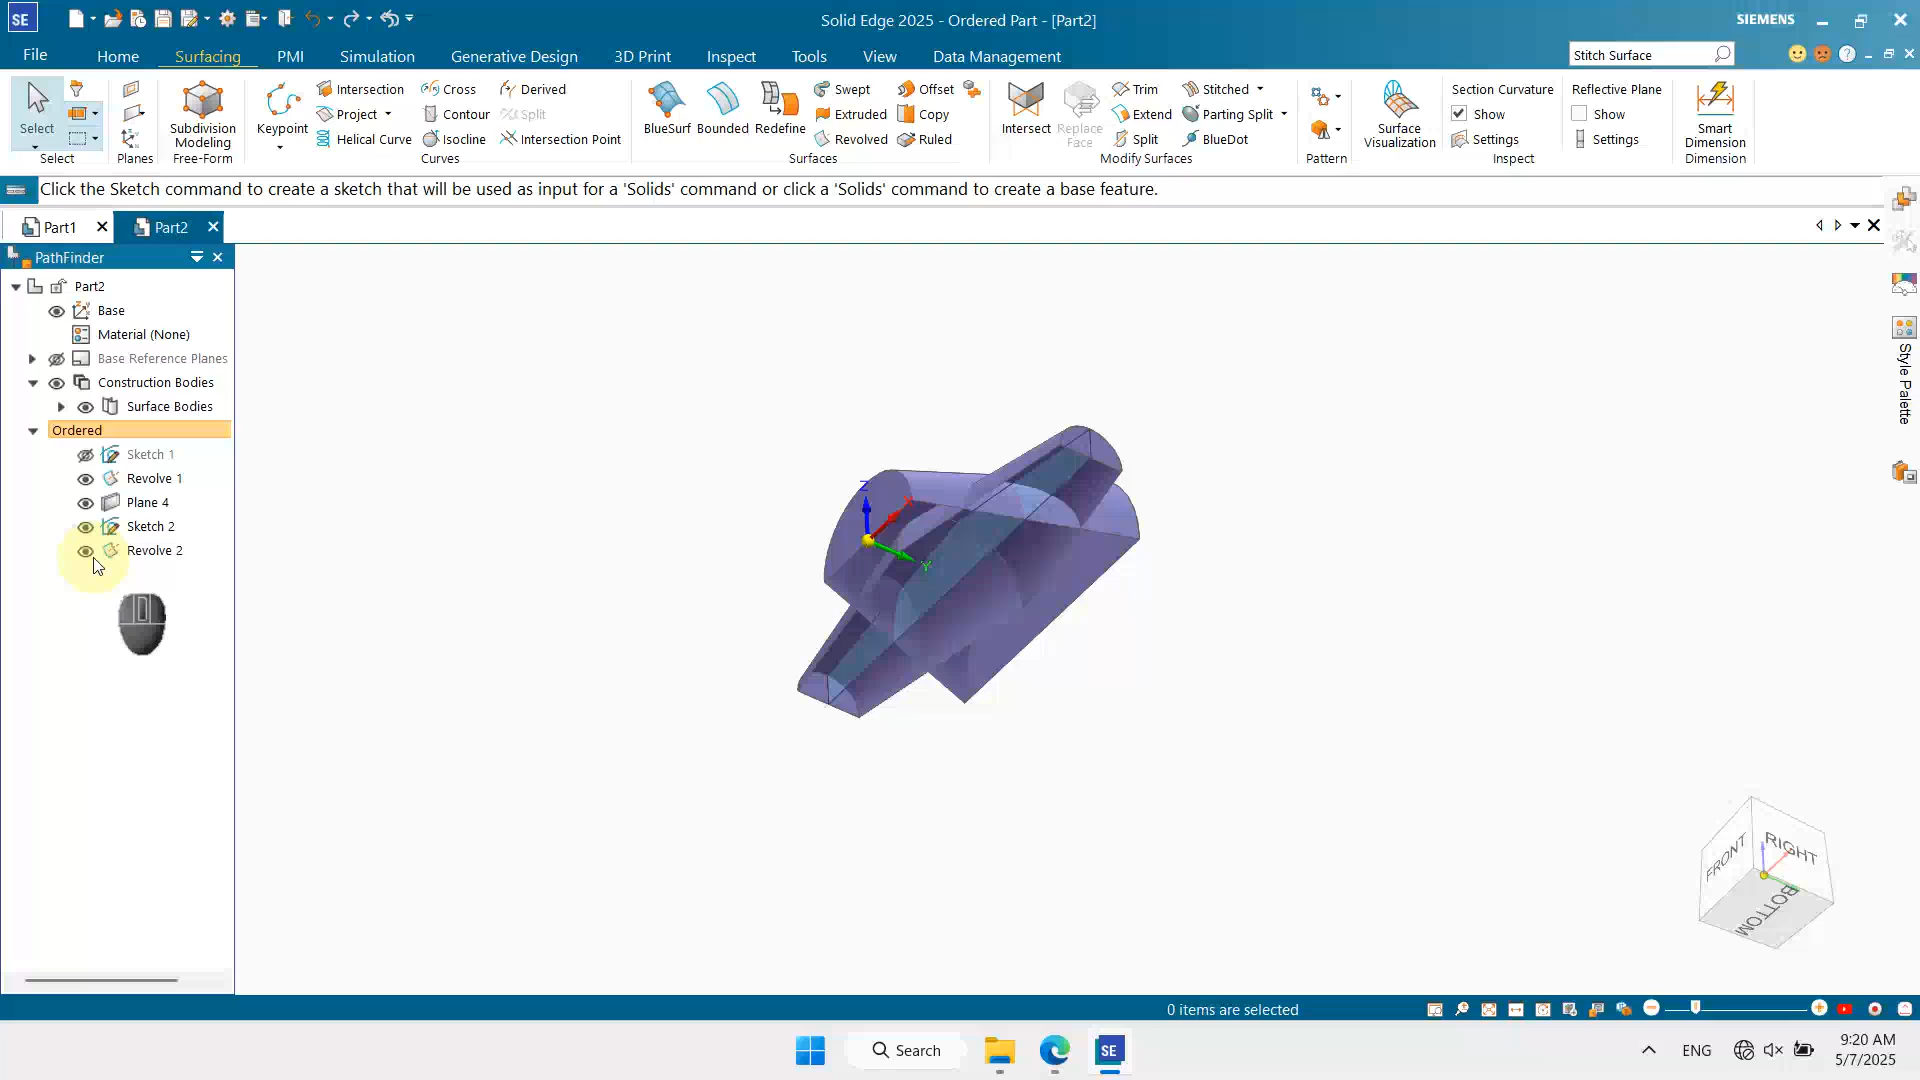 SE
Solid Edge 2025 - Ordered Part - [Part2]
SIEMENS
File
Home
Surfacing
PMI
Simulation
Generative Design
3D Print
Inspect
Tools
View
Data Management
Stitch Surface
Select
Select
Planes
Subdivision
Modeling
Free-Form
Keypoint
Intersection
Project
Helical Curve
Cross
Contour
Isocline
Derived
Split
Intersection Point
Curves
BlueSurf
Bounded
Redefine
Swept
Extruded
Revolved
Offset
Copy
Ruled
Surfaces
Intersect
Replace
Face
Trim
Extend
Split
Stitched
Parting Split
BlueDot
Modify Surfaces
Pattern
Surface
Visualization
Section Curvature
Show
Settings
Reflective Plane
Show
Settings
Inspect
Smart
Dimension
Dimension
Click the Sketch command to create a sketch that will be used as input for a 'Solids' command or click a 'Solids' command to create a base feature.
Part1
Part2
PathFinder
Part2
Base
Material (None)
Base Reference Planes
Construction Bodies
Surface Bodies
Ordered
Sketch 1
Revolve 1
Plane 4
Sketch 2
Revolve 2
Z
X
Y
Style Palette
FRONT
RIGHT
BOTTOM
0 items are selected
Search
SE
ENG
9:20 AM
5/7/2025